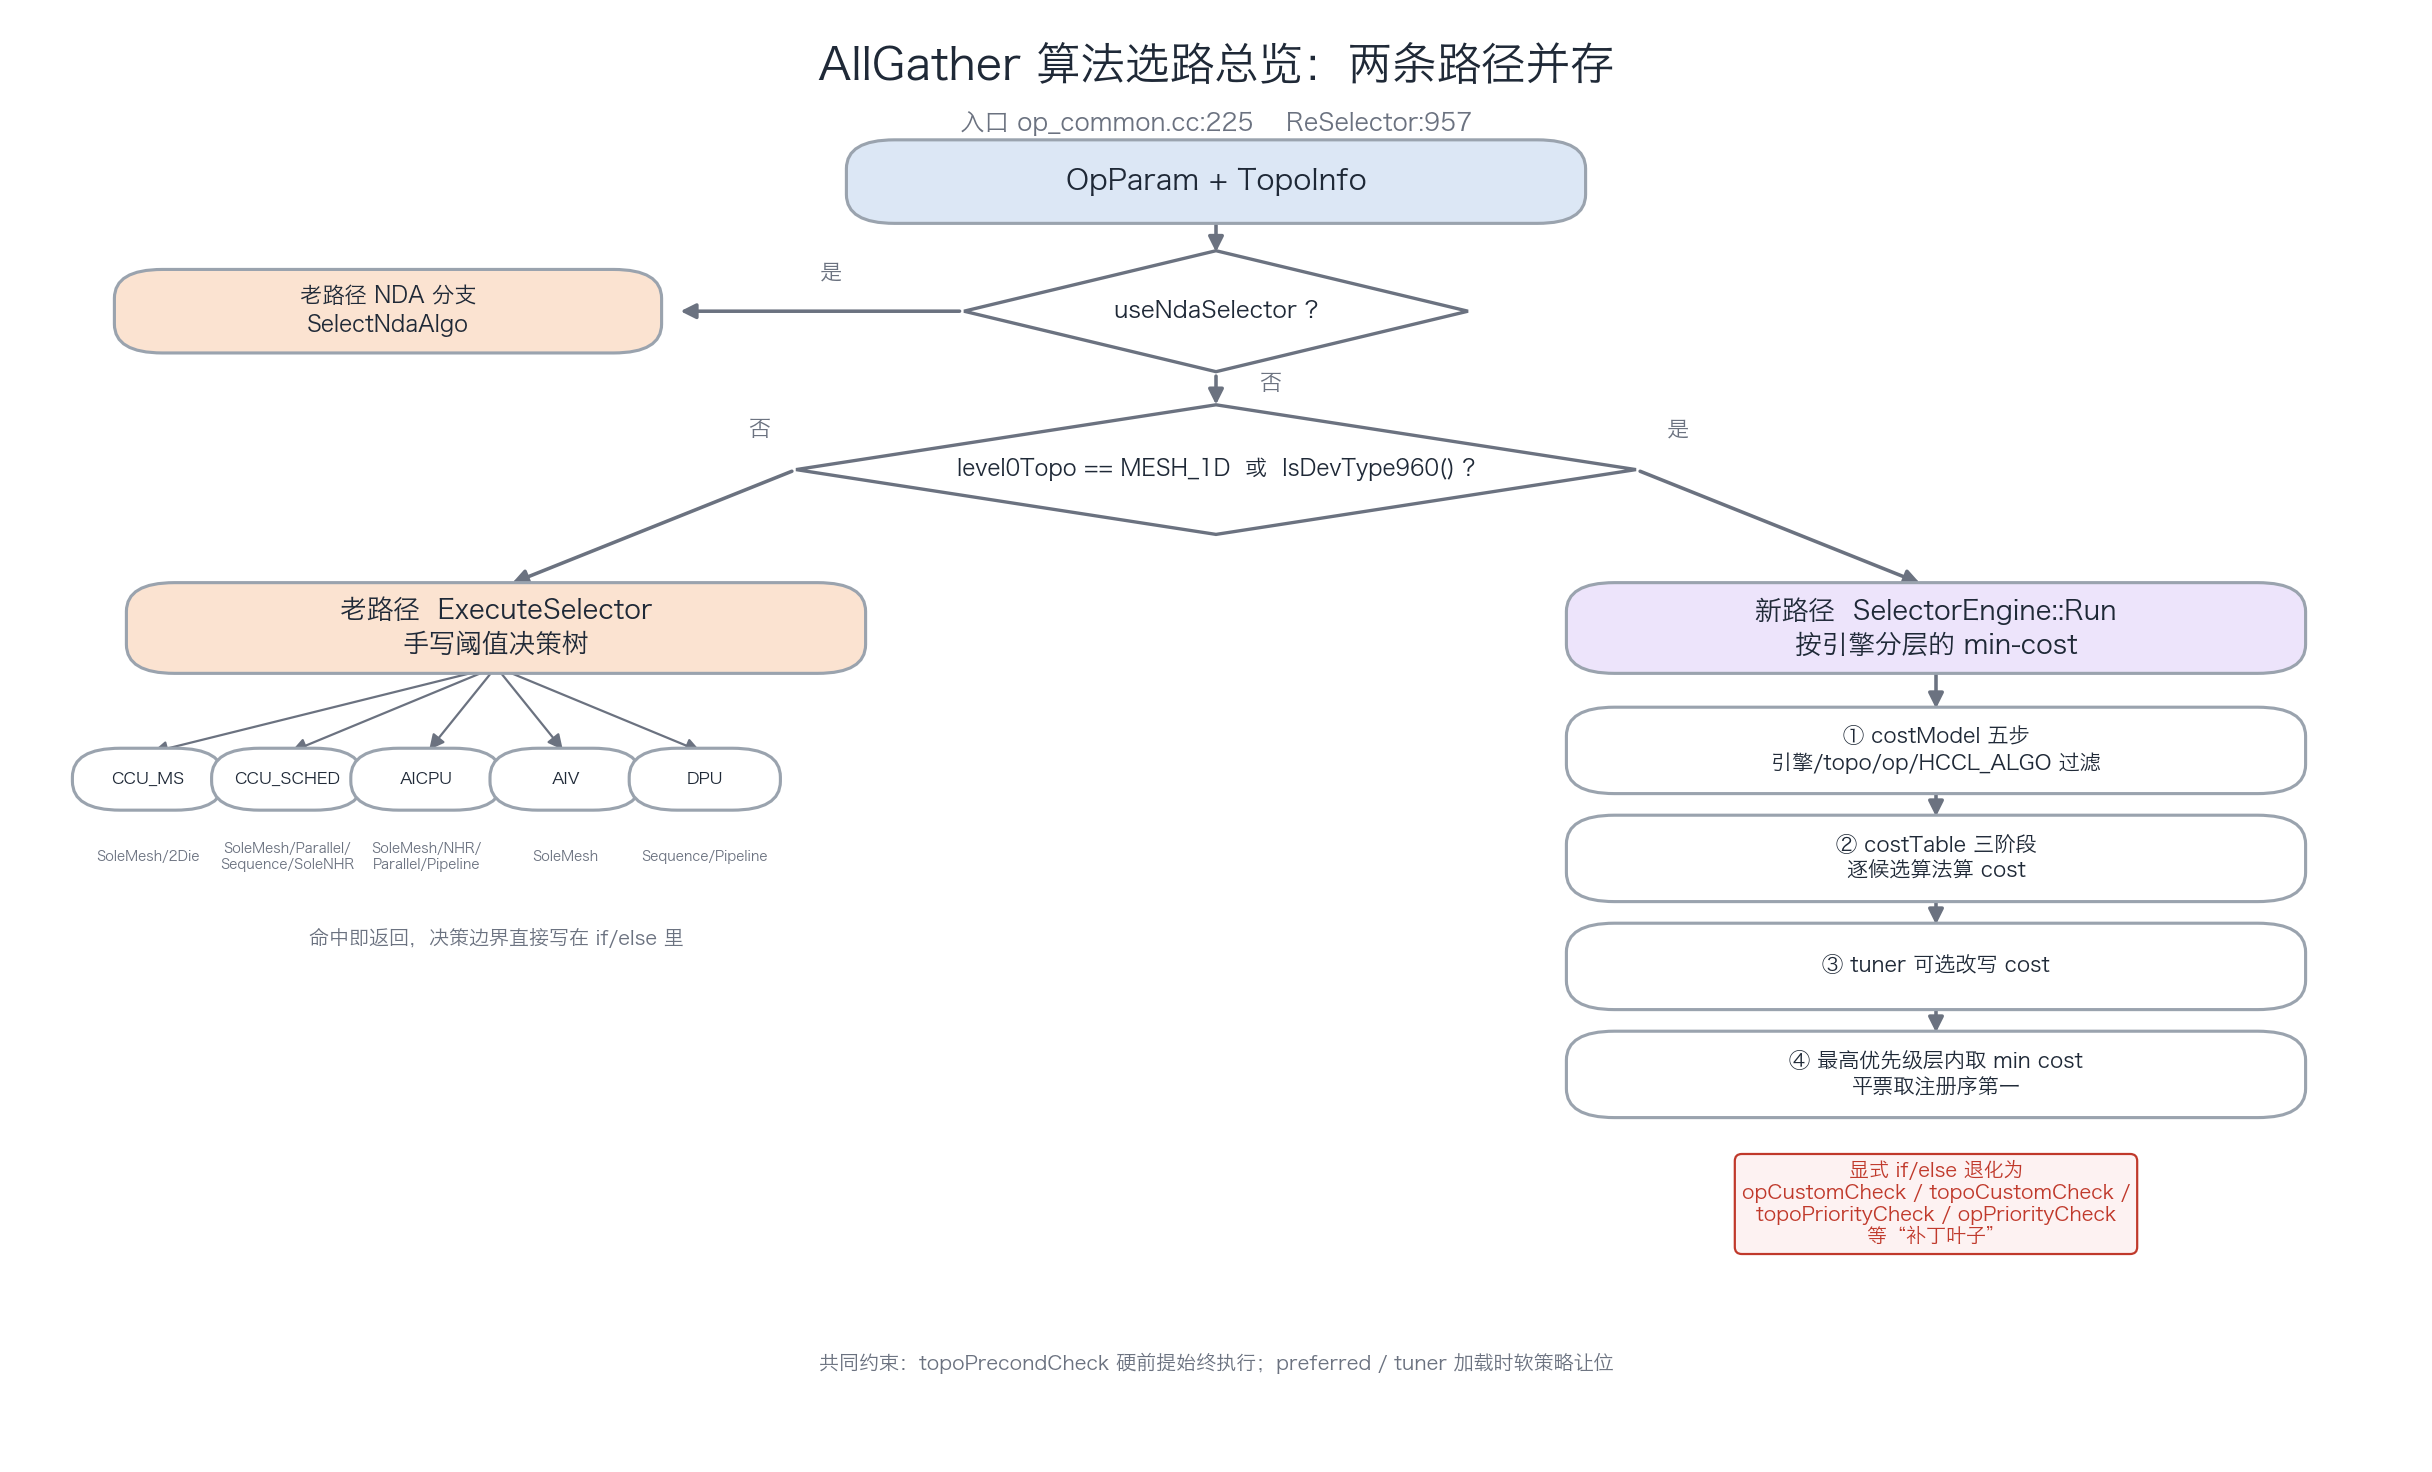 AllGather 算法选路总览：两条路径并存
入口 op_common.cc:225    ReSelector:957
OpParam + TopoInfo
是
老路径 NDA 分支
SelectNdaAlgo
useNdaSelector ?
否
否
是
level0Topo == MESH_1D 或 IsDevType960() ?
老路径 ExecuteSelector
手写阈值决策树
新路径 SelectorEngine::Run
按引擎分层的 min-cost
CCU_MS
CCU_SCHED
AICPU
AIV
DPU
SoleMesh/2Die
SoleMesh/Parallel/
Sequence/SoleNHR
SoleMesh/NHR/
Parallel/Pipeline
SoleMesh
Sequence/Pipeline
命中即返回，决策边界直接写在 if/else 里
① costModel 五步
引擎/topo/op/HCCL_ALGO 过滤
② costTable 三阶段
逐候选算法算 cost
③ tuner 可选改写 cost
④ 最高优先级层内取 min cost
平票取注册序第一
显式 if/else 退化为
opCustomCheck / topoCustomCheck /
topoPriorityCheck / opPriorityCheck
等“补丁叶子”
共同约束：topoPrecondCheck 硬前提始终执行；preferred / tuner 加载时软策略让位